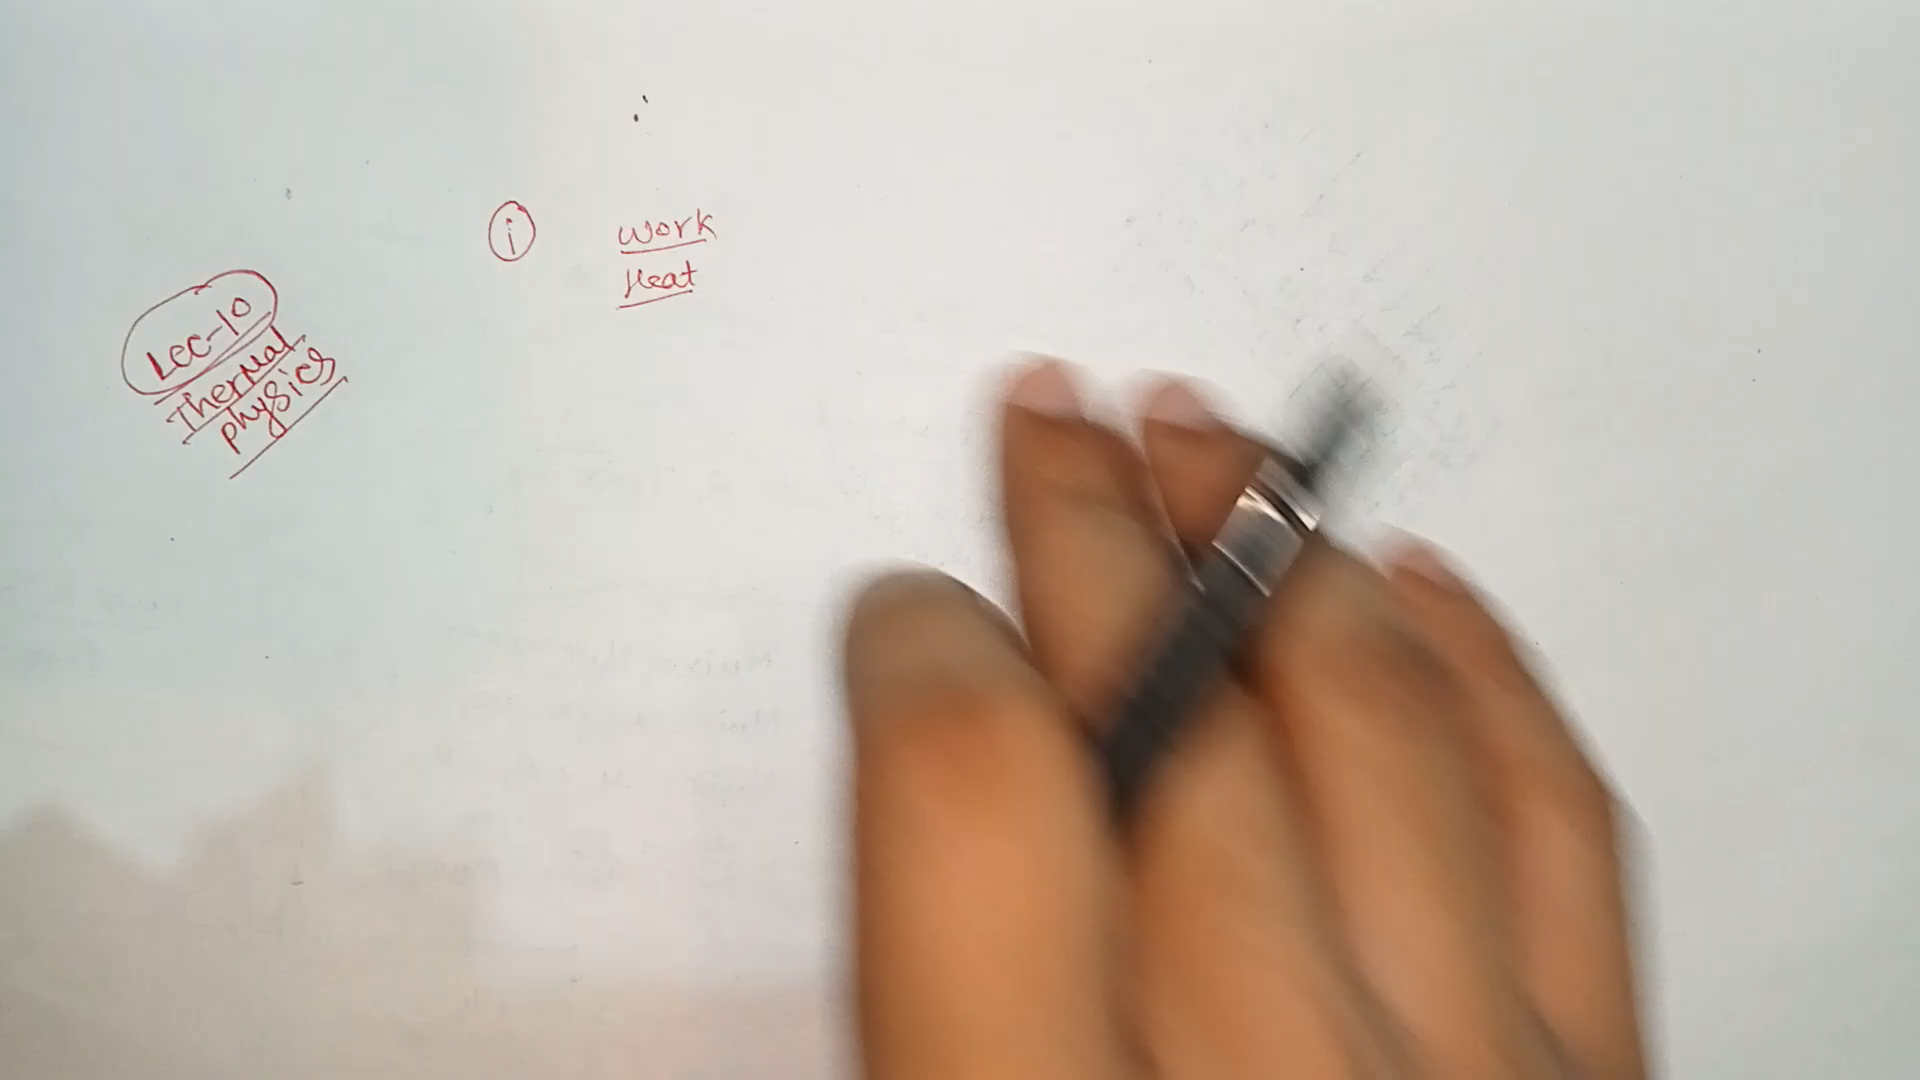 i
Work
Heat
Lec-10
Thermal
physics